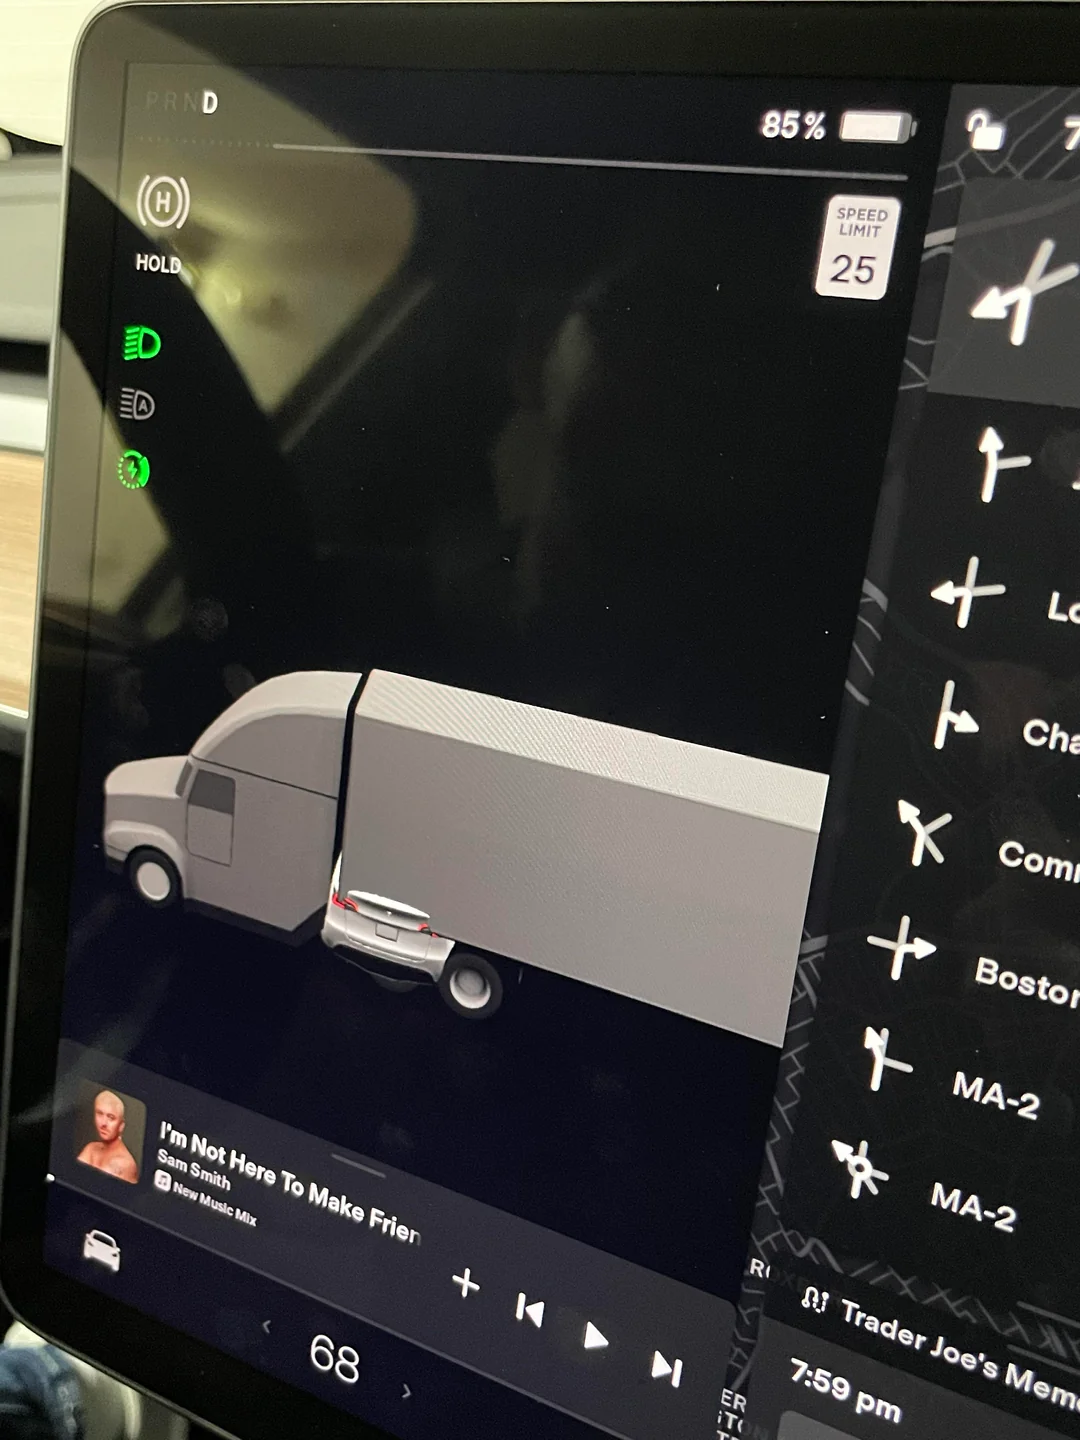 PRND
85%
H
HOLD
SPEED
LIMIT
25
A
Comm
Boston
MA-2
MA-2
Trader Joe's Mem
7:59 pm
I'm Not Here To Make Frien
Sam Smith
New Music Mix
68